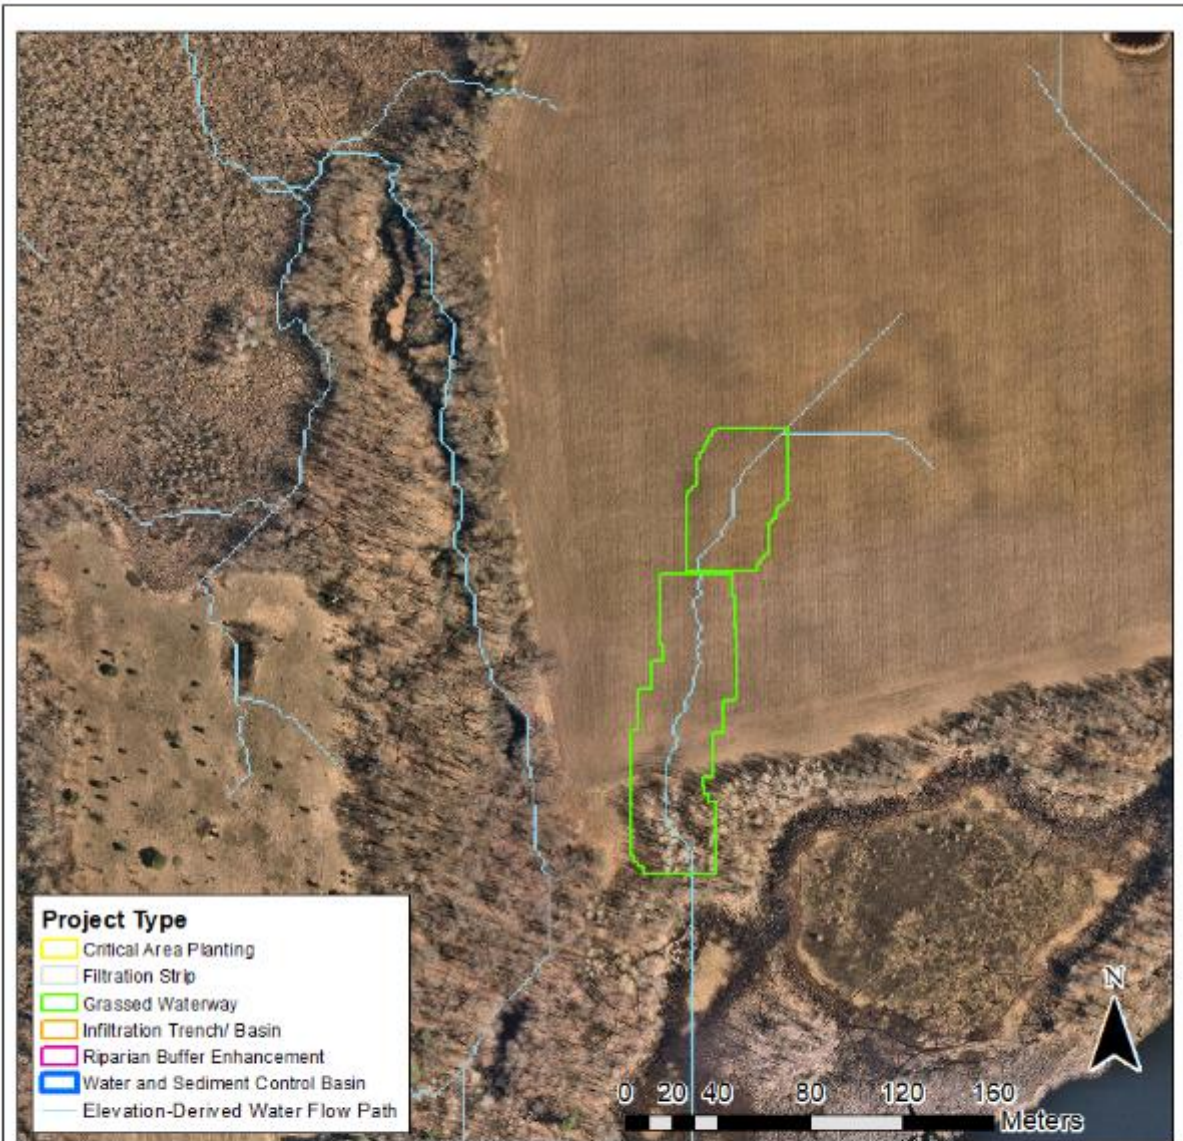 Project Type
Critical Area Planting
Filtration Strip
Grassed Waterway
Infiltration Trench/ Basin
Riparian Buffer Enhancement
Water and Sediment Control Basin
Elevation-Derived Water Flow Path
N
0 20 40 80 120 160
Meters